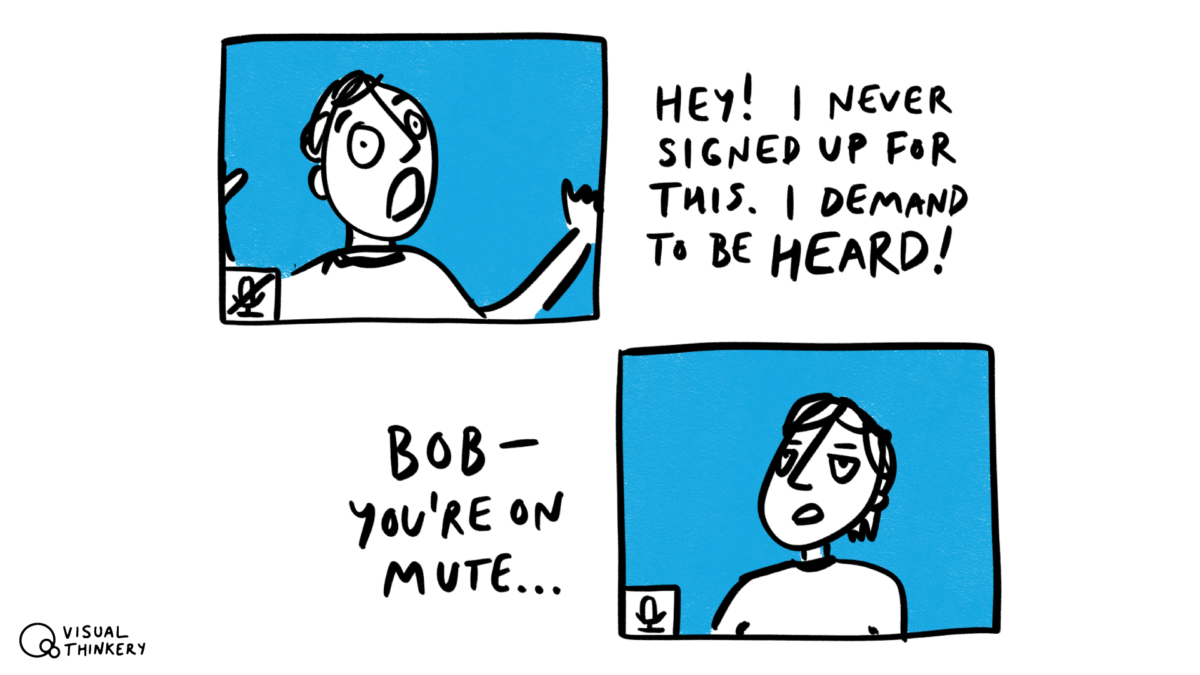 HEY! I NEVER
SIGNED UP FOR
THIS. I DEMAND
TO BE HEARD!
BOB—
YOU'RE ON
MUTE...
VISUAL
THINKERY